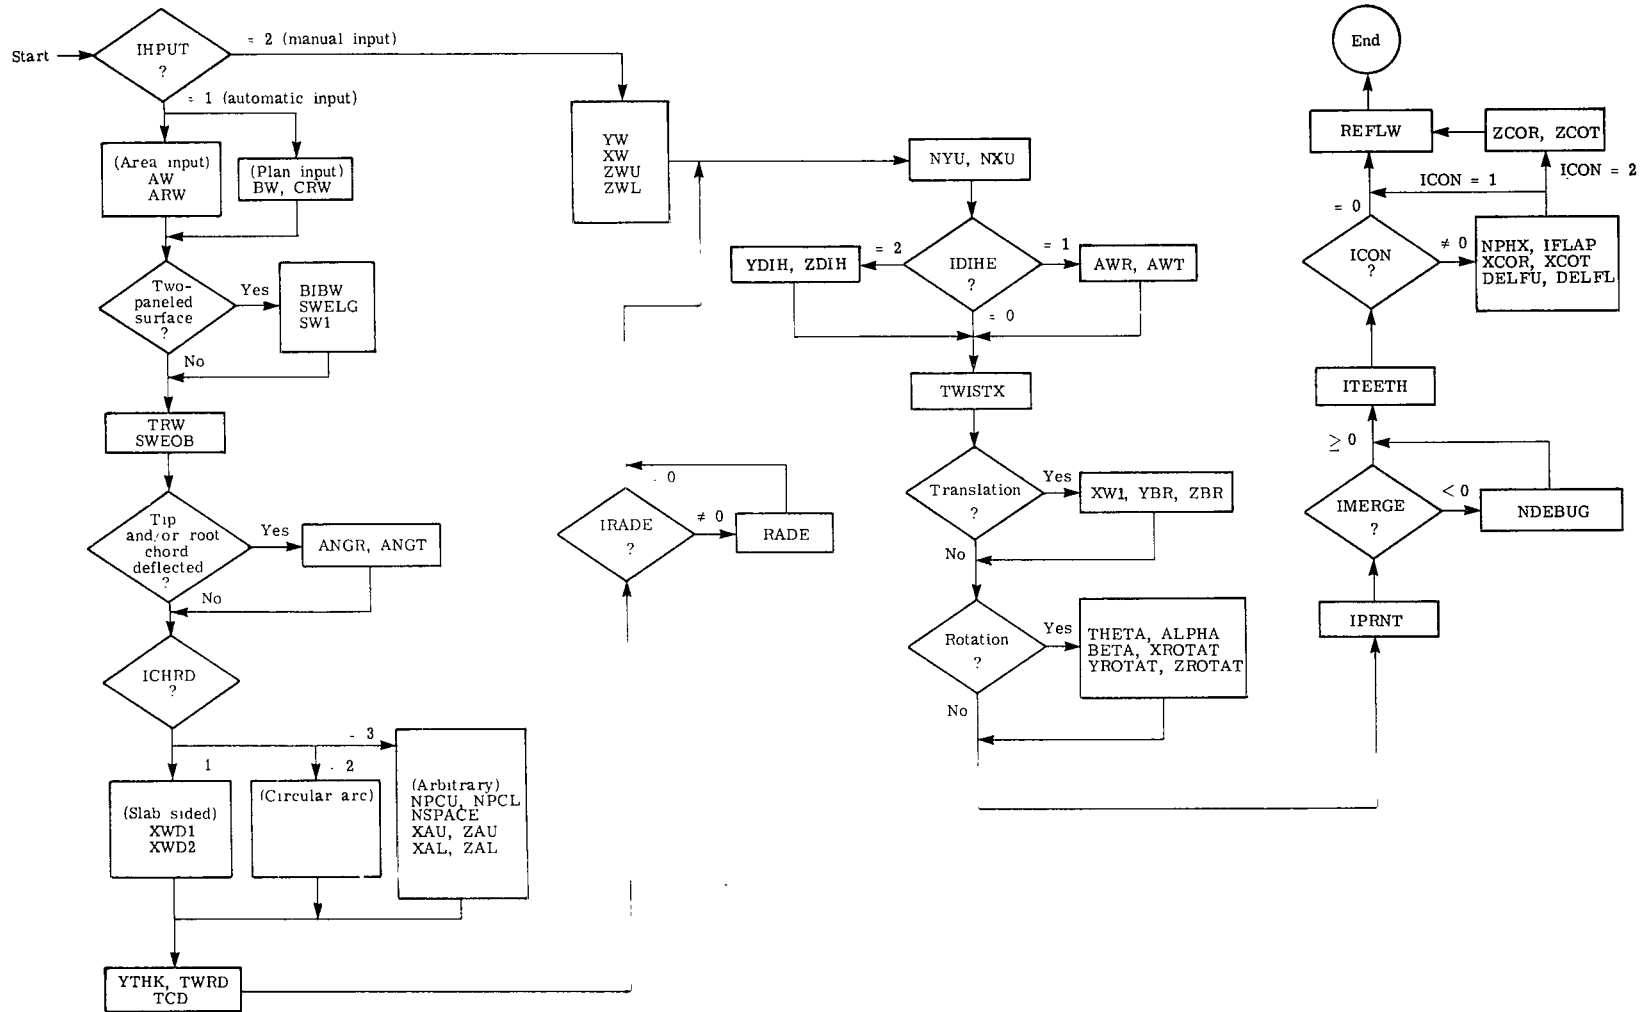 Start
IHPUT
?
= 2 (manual input)
= 1 (automatic input)
(Area input)
AW
ARW
(Plan input)
BW, CRW
Two-
paneled
surface
?
Yes
BIBW
SWELG
SW1
No
TRW
SWEOB
Tip
and/or root
chord
deflected
?
Yes
ANGR, ANGT
No
ICHRD
?
1
. 2
- 3
(Slab sided)
XWD1
XWD2
(Circular arc)
(Arbitrary)
NPCU, NPCL
NSPACE
XAU, ZAU
XAL, ZAL
YTHK, TWRD
TCD
IRADE
?
. 0
≠ 0
RADE
YW
XW
ZWU
ZWL
NYU, NXU
IDIHE
?
= 2
YDIH, ZDIH
= 1
AWR, AWT
= 0
TWISTX
Translation
?
Yes
XW1, YBR, ZBR
No
Rotation
?
Yes
THETA, ALPHA
BETA, XROTAT
YROTAT, ZROTAT
No
IPRNT
IMERGE
?
< 0
NDEBUG
≥ 0
ITEETH
ICON
?
≠ 0
NPHX, IFLAP
XCOR, XCOT
DELFU, DELFL
= 0
ICON = 1
ICON = 2
ZCOR, ZCOT
REFLW
End